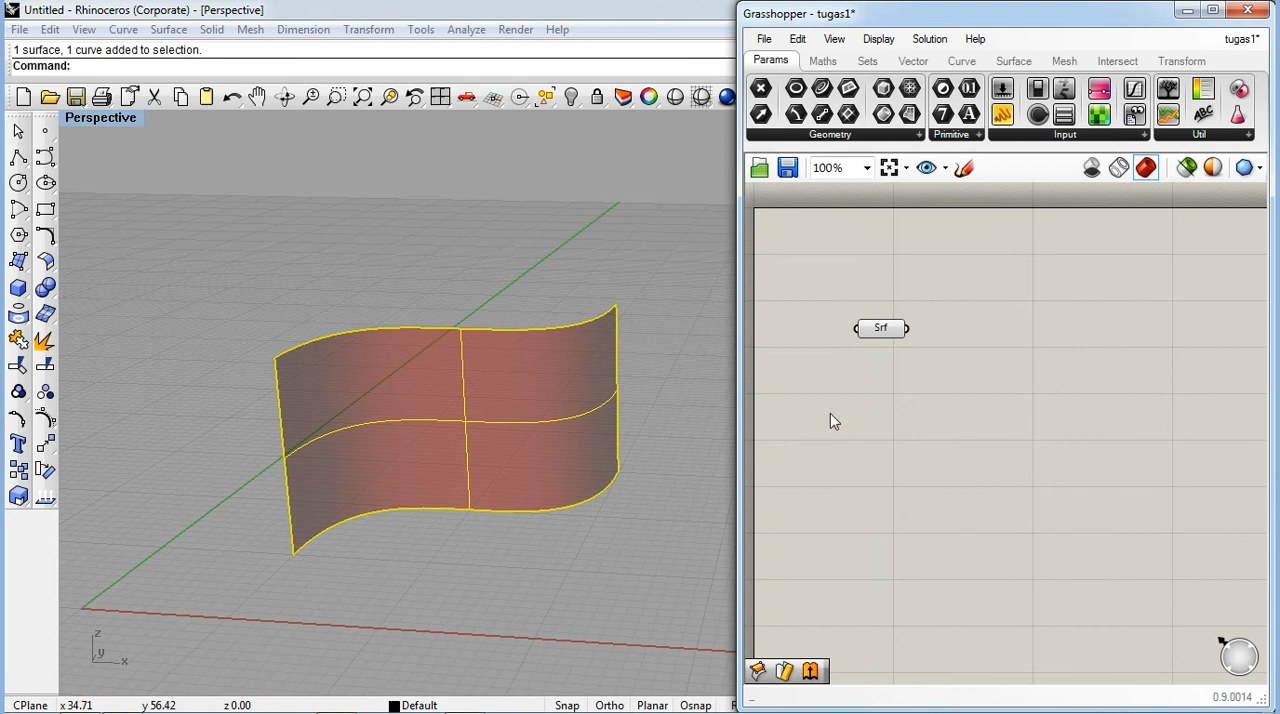 Untitled - Rhinoceros (Corporate) - [Perspective]
File Edit View Curve Surface Solid Mesh Dimension Transform Tools Analyze Render Help
1 surface, 1 curve added to selection.
Command:
Perspective
z
y
x
CPlane x 34.71 y 56.42 z 0.00 Default Snap Ortho Planar Osnap
Grasshopper - tugas1*
File Edit View Display Solution Help tugas1*
Params Maths Sets Vector Curve Surface Mesh Intersect Transform
Geometry Primitive Input Util
100%
Srf
0.9.0014